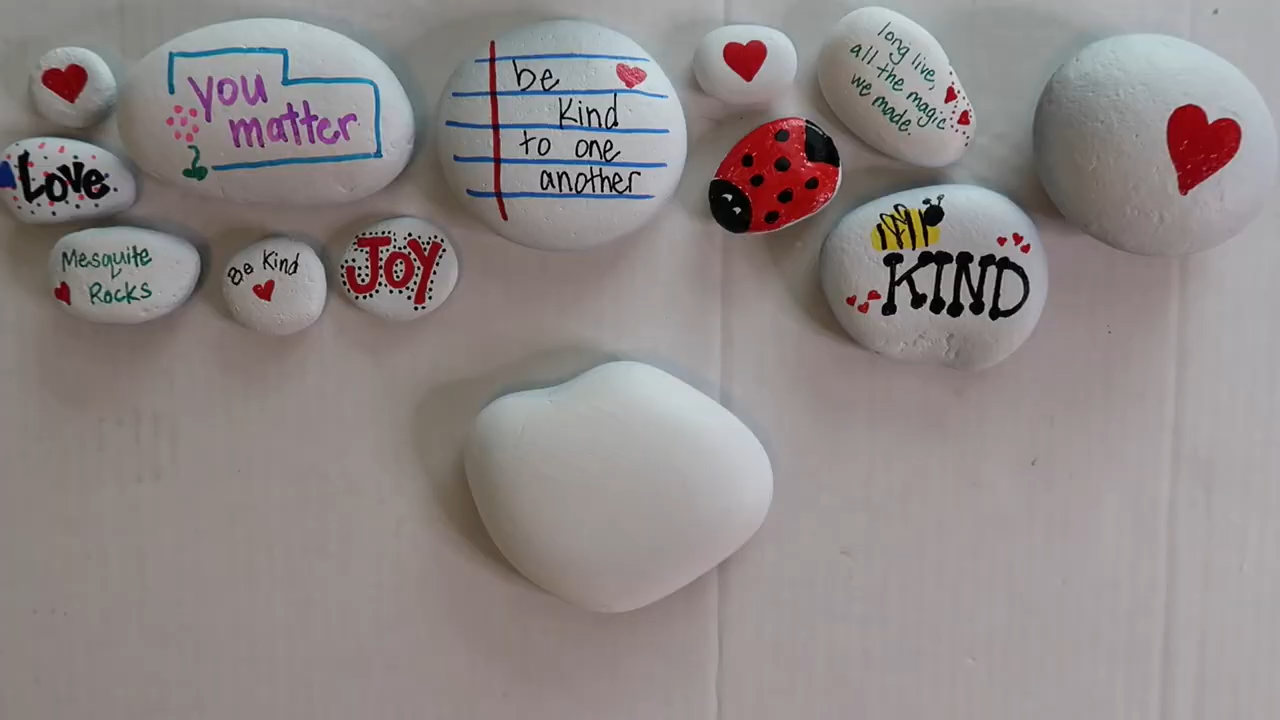 you
matter
be
Kind
to one
another
long live,
all the magic
we made.
Love
Mesquite
Rocks
Be Kind
JOY
KIND